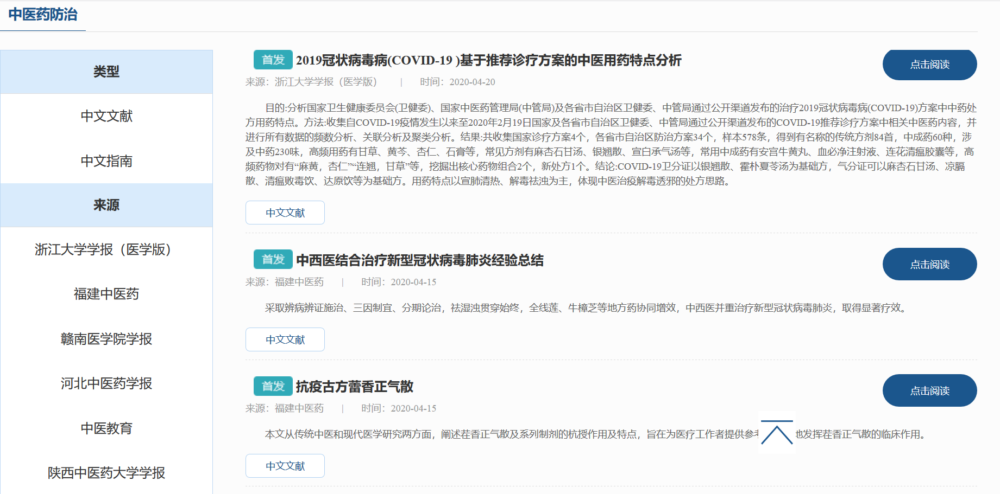 中医药防治
类型
中文文献
中文指南
来源
浙江大学学报（医学版）
福建中医药
赣南医学院学报
河北中医药学报
中医教育
陕西中医药大学学报
首发 2019冠状病毒病(COVID-19 )基于推荐诊疗方案的中医用药特点分析
点击阅读
来源：浙江大学学报（医学版） | 时间：2020-04-20
目的:分析国家卫生健康委员会(卫健委)、国家中医药管理局(中管局)及各省市自治区卫健委、中管局通过公开渠道发布的治疗2019冠状病毒病(COVID-19)方案中中药处
方用药特点。方法:收集自COVID-19疫情发生以来至2020年2月19日国家及各省市自治区卫健委、中管局通过公开渠道发布的COVID-19推荐诊疗方案中相关中医药内容，并
进行所有数据的频数分析、关联分析及聚类分析。结果:共收集国家诊疗方案4个，各省市自治区防治方案34个，样本578条，得到有名称的传统方剂84首，中成药60种，涉
及中药230味，高频用药有甘草、黄芩、杏仁、石膏等，常见方剂有麻杏石甘汤、银翘散、宣白承气汤等，常用中成药有安宫牛黄丸、血必净注射液、连花清瘟胶囊等，高
频药物对有“麻黄，杏仁”“连翘，甘草”等，挖掘出核心药物组合2个，新处方1个。结论:COVID-19卫分证以银翘散、霍朴夏苓汤为基础方，气分证可以麻杏石甘汤、凉膈
散、清瘟败毒饮、达原饮等为基础方。用药特点以宣肺清热、解毒祛浊为主，体现中医治疫解毒透邪的处方思路。
中文文献
首发 中西医结合治疗新型冠状病毒肺炎经验总结
点击阅读
来源：福建中医药 | 时间：2020-04-15
采取辨病辨证施治、三因制宜、分期论治，祛湿浊贯穿始终，全线莲、牛樟芝等地方药协同增效，中西医并重治疗新型冠状病毒肺炎，取得显著疗效。
中文文献
首发 抗疫古方藿香正气散
点击阅读
来源：福建中医药 | 时间：2020-04-15
本文从传统中医和现代医学研究两方面，阐述茬香正气散及系列制剂的杭授作用及特点，旨在为医疗工作者提供参 地发挥茬香正气散的临床作用。
中文文献